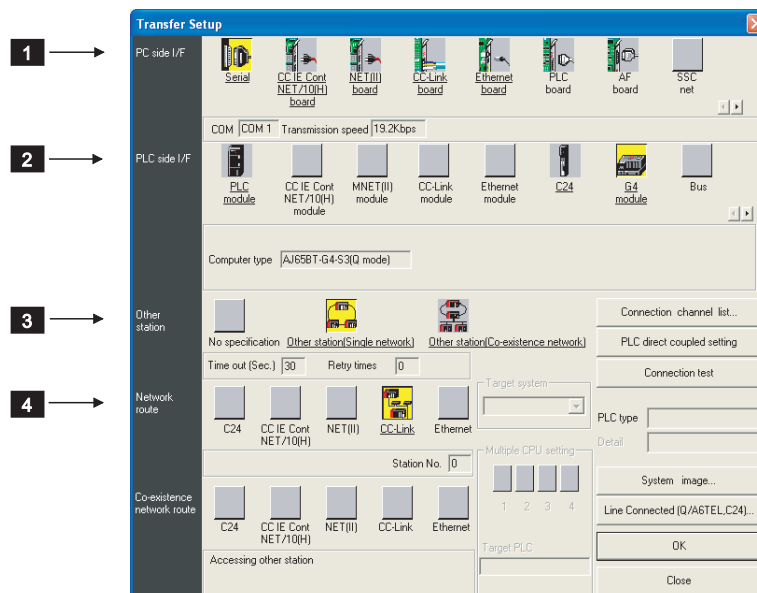 Transfer Setup
1
PC side I/F
Serial
CC IE Cont
NET/10(H)
board
NET(II)
board
CC-Link
board
Ethernet
board
PLC
board
AF
board
SSC
net
COM COM 1 Transmission speed 19.2Kbps
2
PLC side I/F
PLC
module
CC IE Cont
NET/10(H)
module
MNET(II)
module
CC-Link
module
Ethernet
module
C24
G4
module
Bus
Computer type AJ65BT-G4-S3(Q mode)
3
Other
station
No specification Other station(Single network) Other station(Co-existence network)
Time out (Sec.) 30 Retry times 0
4
Network
route
C24
CC IE Cont
NET/10(H)
NET(II)
CC-Link
Ethernet
Station No. 0
Co-existence
network route
C24
CC IE Cont
NET/10(H)
NET(II)
CC-Link
Ethernet
Accessing other station
Target system
Multiple CPU setting
1 2 3 4
Target PLC
Connection channel list...
PLC direct coupled setting
Connection test
PLC type
Detail
System image...
Line Connected (Q/A6TEL,C24)...
OK
Close